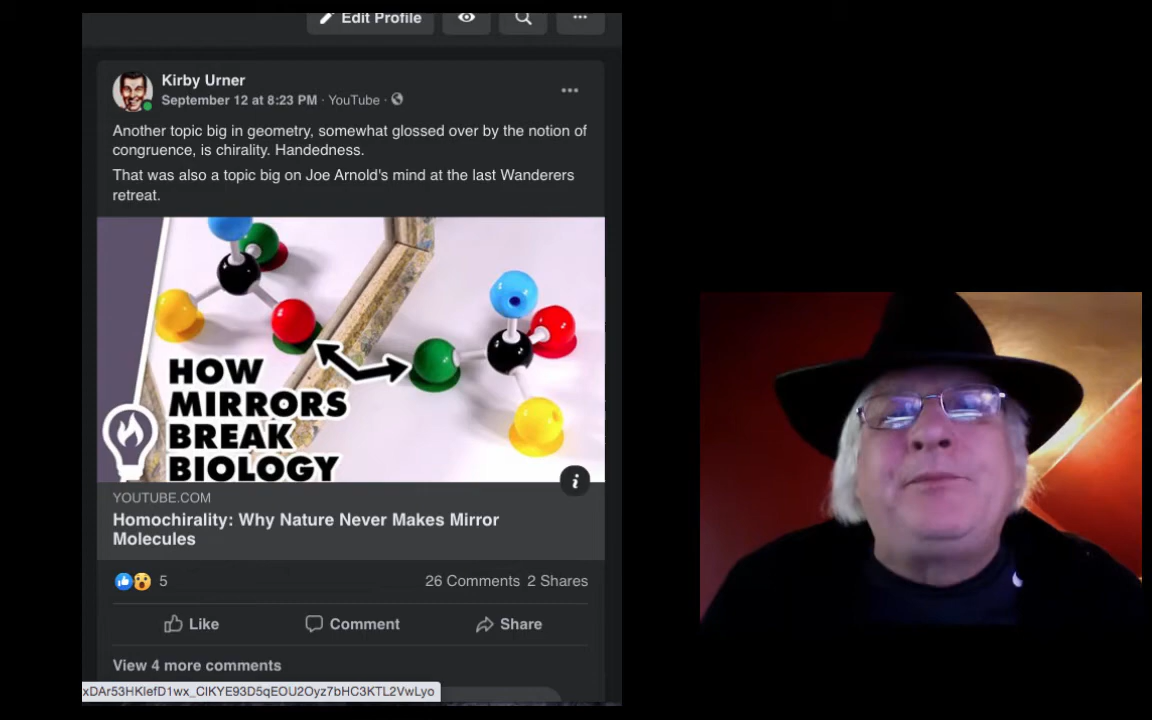 Edit Profile
Kirby Urner
September 12 at 8:23 PM · YouTube ·
Another topic big in geometry, somewhat glossed over by the notion of
congruence, is chirality. Handedness.
That was also a topic big on Joe Arnold's mind at the last Wanderers
retreat.
HOW
MIRRORS
BREAK
BIOLOGY
YOUTUBE.COM
Homochirality: Why Nature Never Makes Mirror
Molecules
5
26 Comments 2 Shares
Like
Comment
Share
View 4 more comments